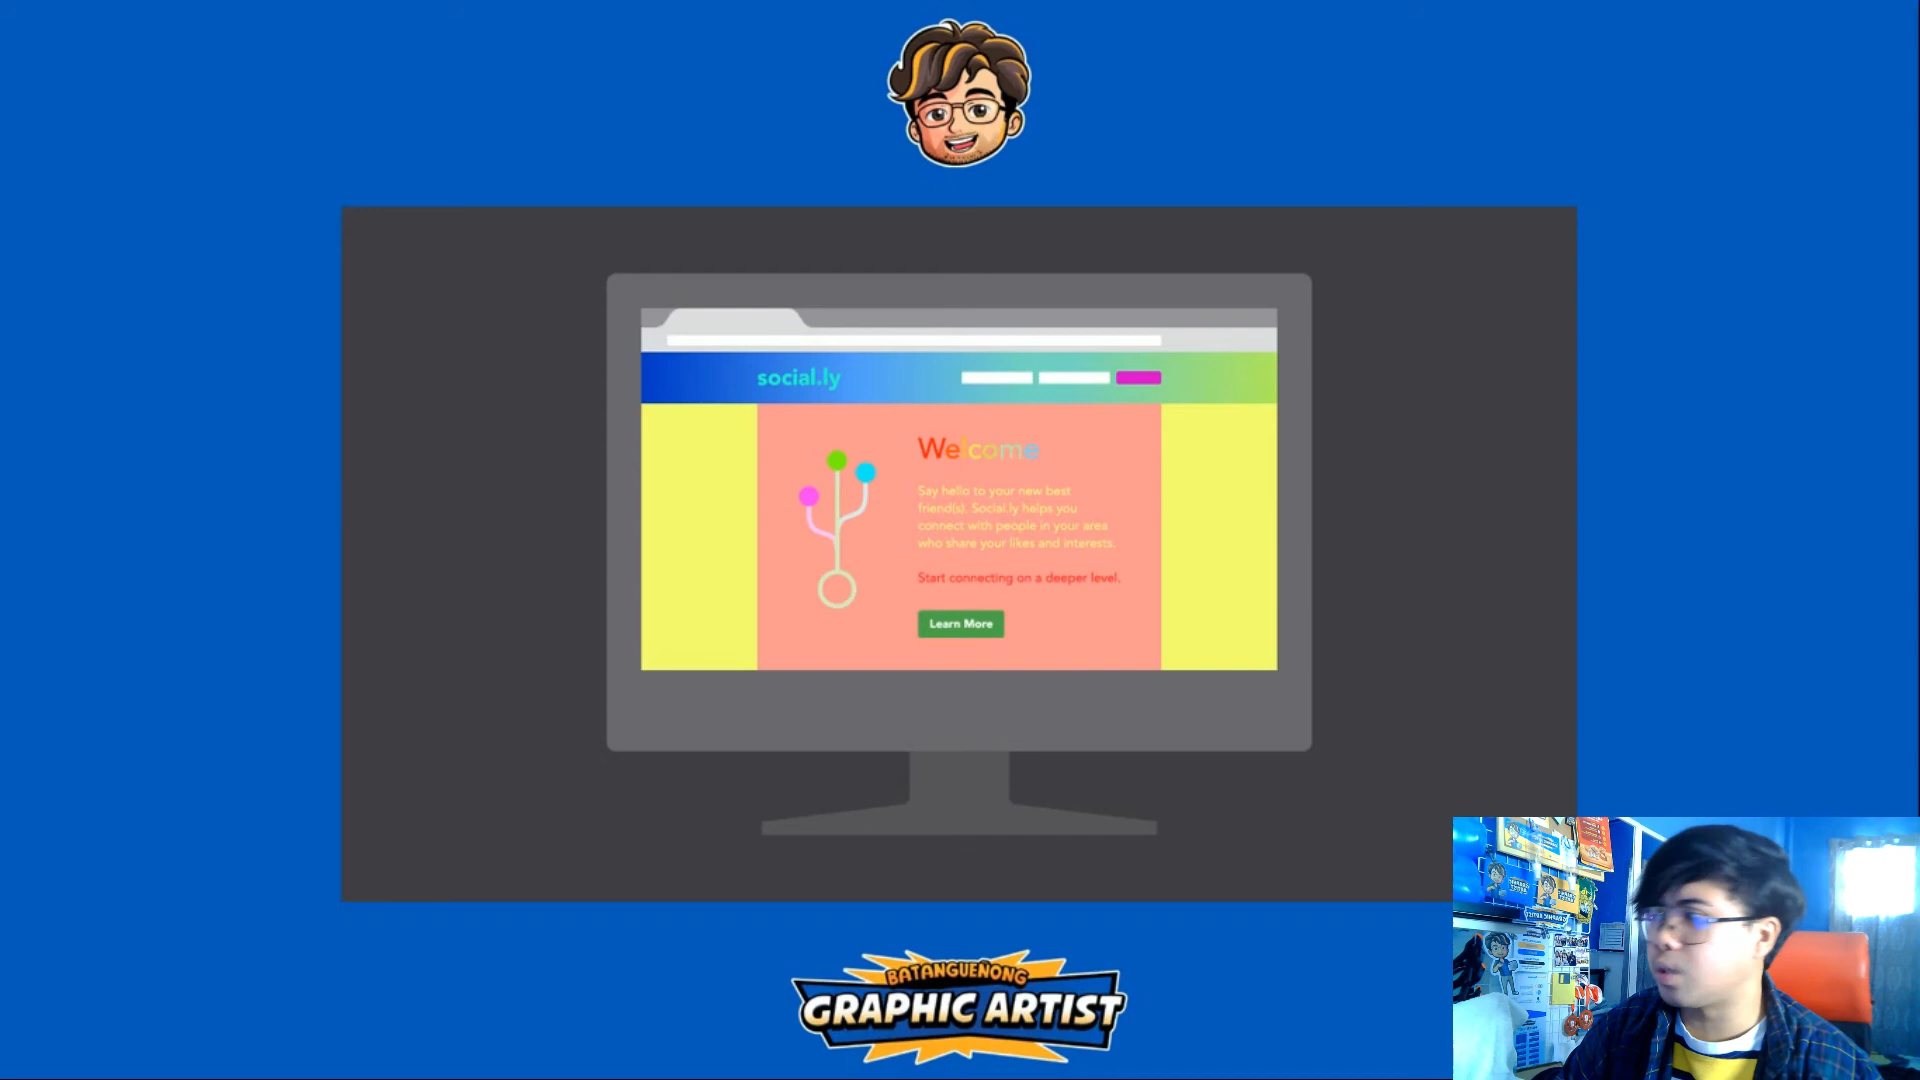 social.ly
Welcome
Say hello to your new best
friend(s). Social.ly helps you
connect with people in your area
who share your likes and interests.
Start connecting on a deeper level.
Learn More
BATANGUEÑONG
GRAPHIC ARTIST